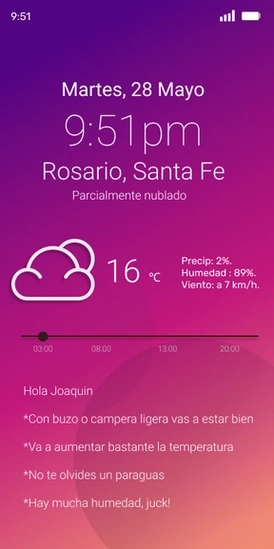 9:51
Martes, 28 Mayo
9:51pm
Rosario, Santa Fe
Parcialmente nublado
16 °C
Precip: 2%.
Humedad : 89%.
Viento: a 7 km/h.
03:00 08:00 13:00 20:00
Hola Joaquin
*Con buzo o campera ligera vas a estar bien
*Va a aumentar bastante la temperatura
*No te olvides un paraguas
*Hay mucha humedad, juck!